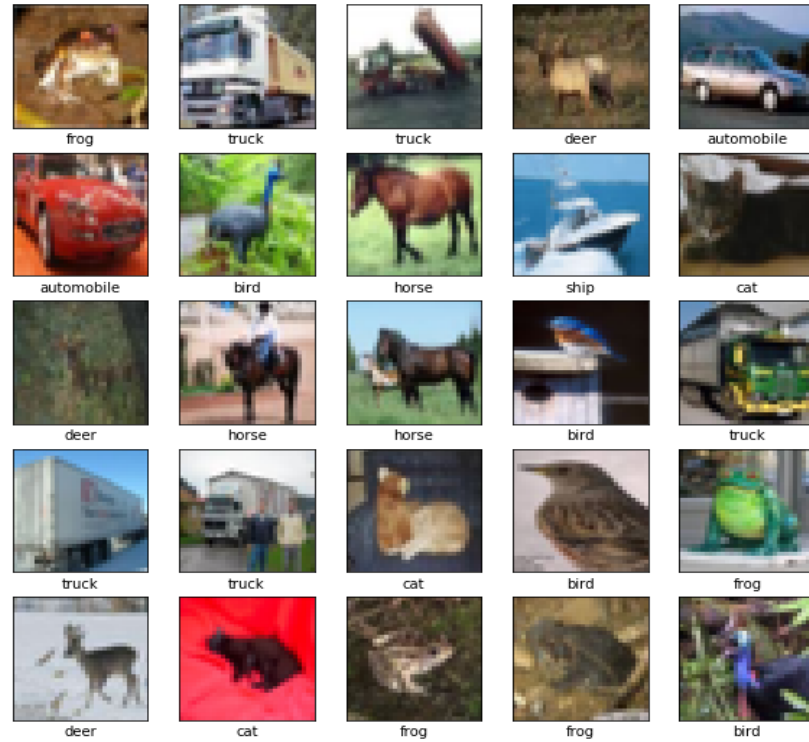 frog truck truck deer automobile
automobile bird horse ship cat
deer horse horse bird truck
truck truck cat bird frog
deer cat frog frog bird